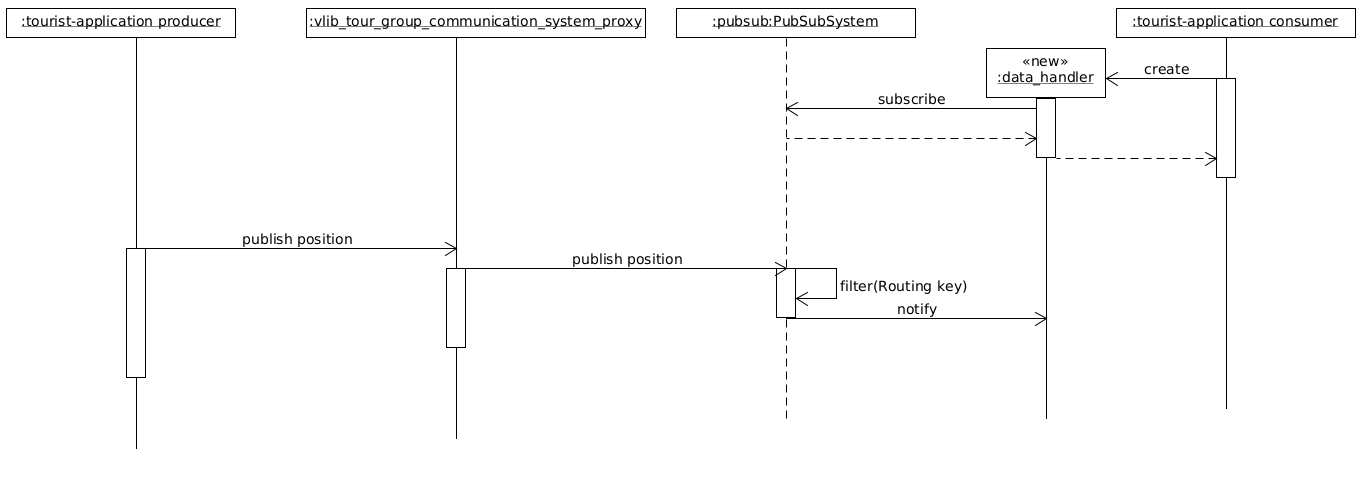 :tourist-application producer
:vlib_tour_group_communication_system_proxy
:pubsub:PubSubSystem
:tourist-application consumer
«new»
:data_handler
create
subscribe
publish position
publish position
filter(Routing key)
notify